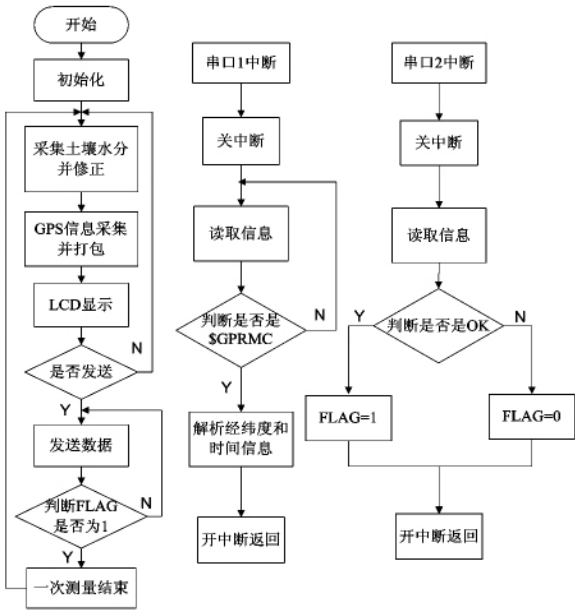 开始
初始化
采集土壤水分
并修正
GPS信息采集
并打包
LCD显示
是否发送
N
Y
发送数据
判断FLAG
是否为1
N
Y
一次测量结束
串口1中断
关中断
读取信息
判断是否是
$GPRMC
N
Y
解析经纬度和
时间信息
开中断返回
串口2中断
关中断
读取信息
判断是否是OK
Y
N
FLAG=1
FLAG=0
开中断返回